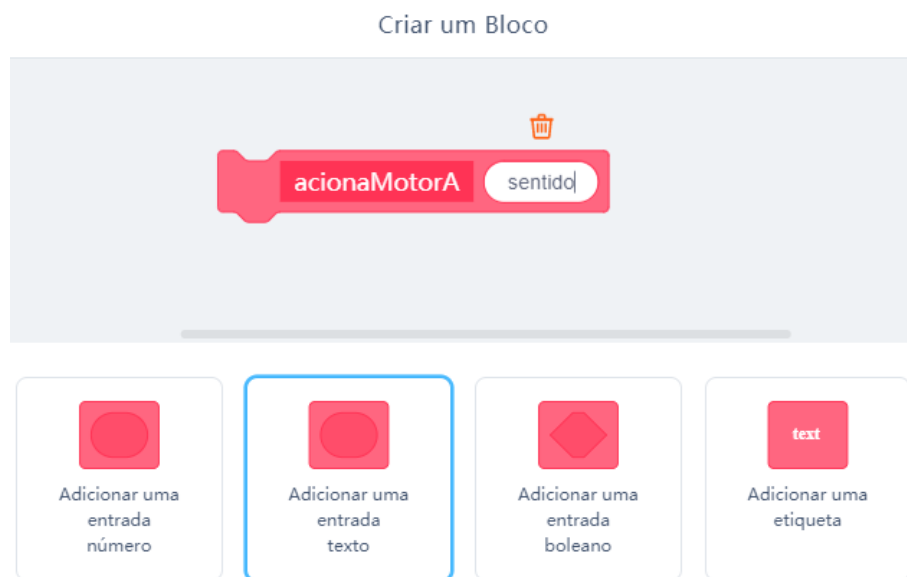 Criar um Bloco
acionaMotorA sentido
Adicionar uma
entrada
número
Adicionar uma
entrada
texto
Adicionar uma
entrada
boleano
text
Adicionar uma
etiqueta